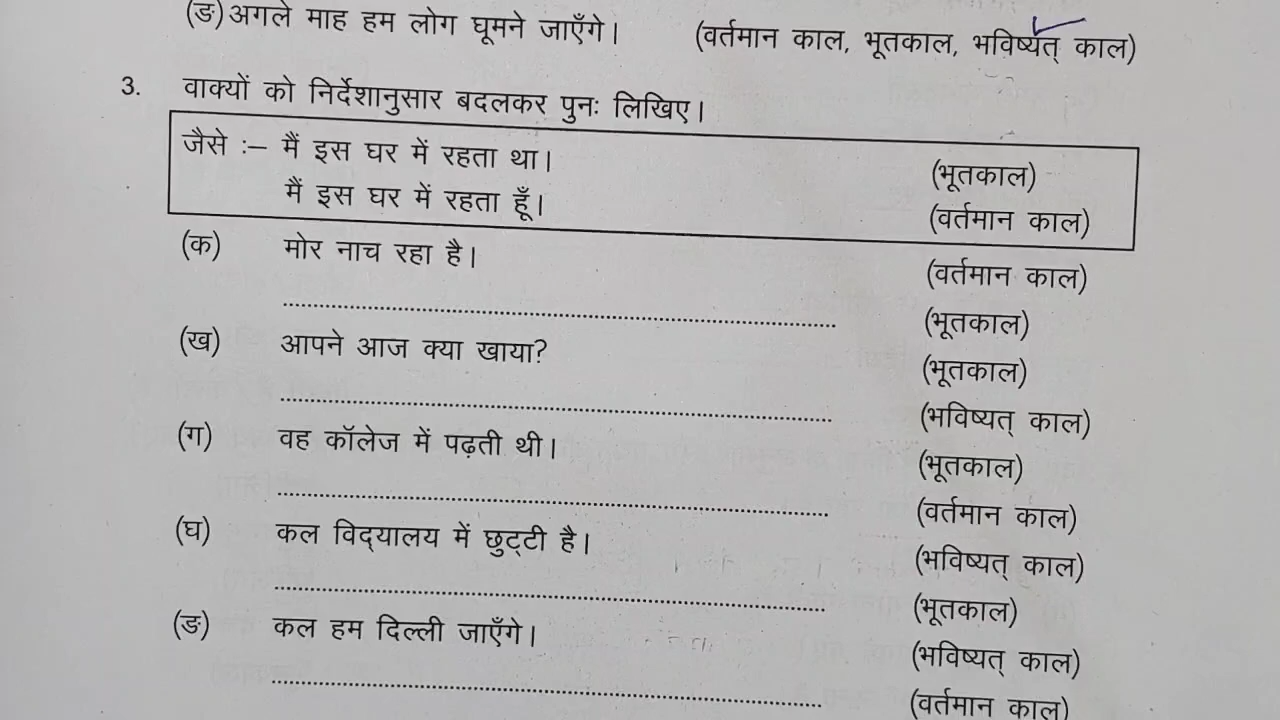 (ङ) अगले माह हम लोग घूमने जाएँगे। (वर्तमान काल, भूतकाल, भविष्यत् काल)
3. वाक्यों को निर्देशानुसार बदलकर पुनः लिखिए।
जैसे :– मैं इस घर में रहता था। (भूतकाल)
मैं इस घर में रहता हूँ। (वर्तमान काल)
(क) मोर नाच रहा है। (वर्तमान काल)
........................................ (भूतकाल)
(ख) आपने आज क्या खाया? (भूतकाल)
........................................ (भविष्यत् काल)
(ग) वह कॉलेज में पढ़ती थी। (भूतकाल)
........................................ (वर्तमान काल)
(घ) कल विद्‌यालय में छुट्‌टी है। (भविष्यत् काल)
........................................ (भूतकाल)
(ङ) कल हम दिल्ली जाएँगे। (भविष्यत् काल)
........................................ (वर्तमान काल)